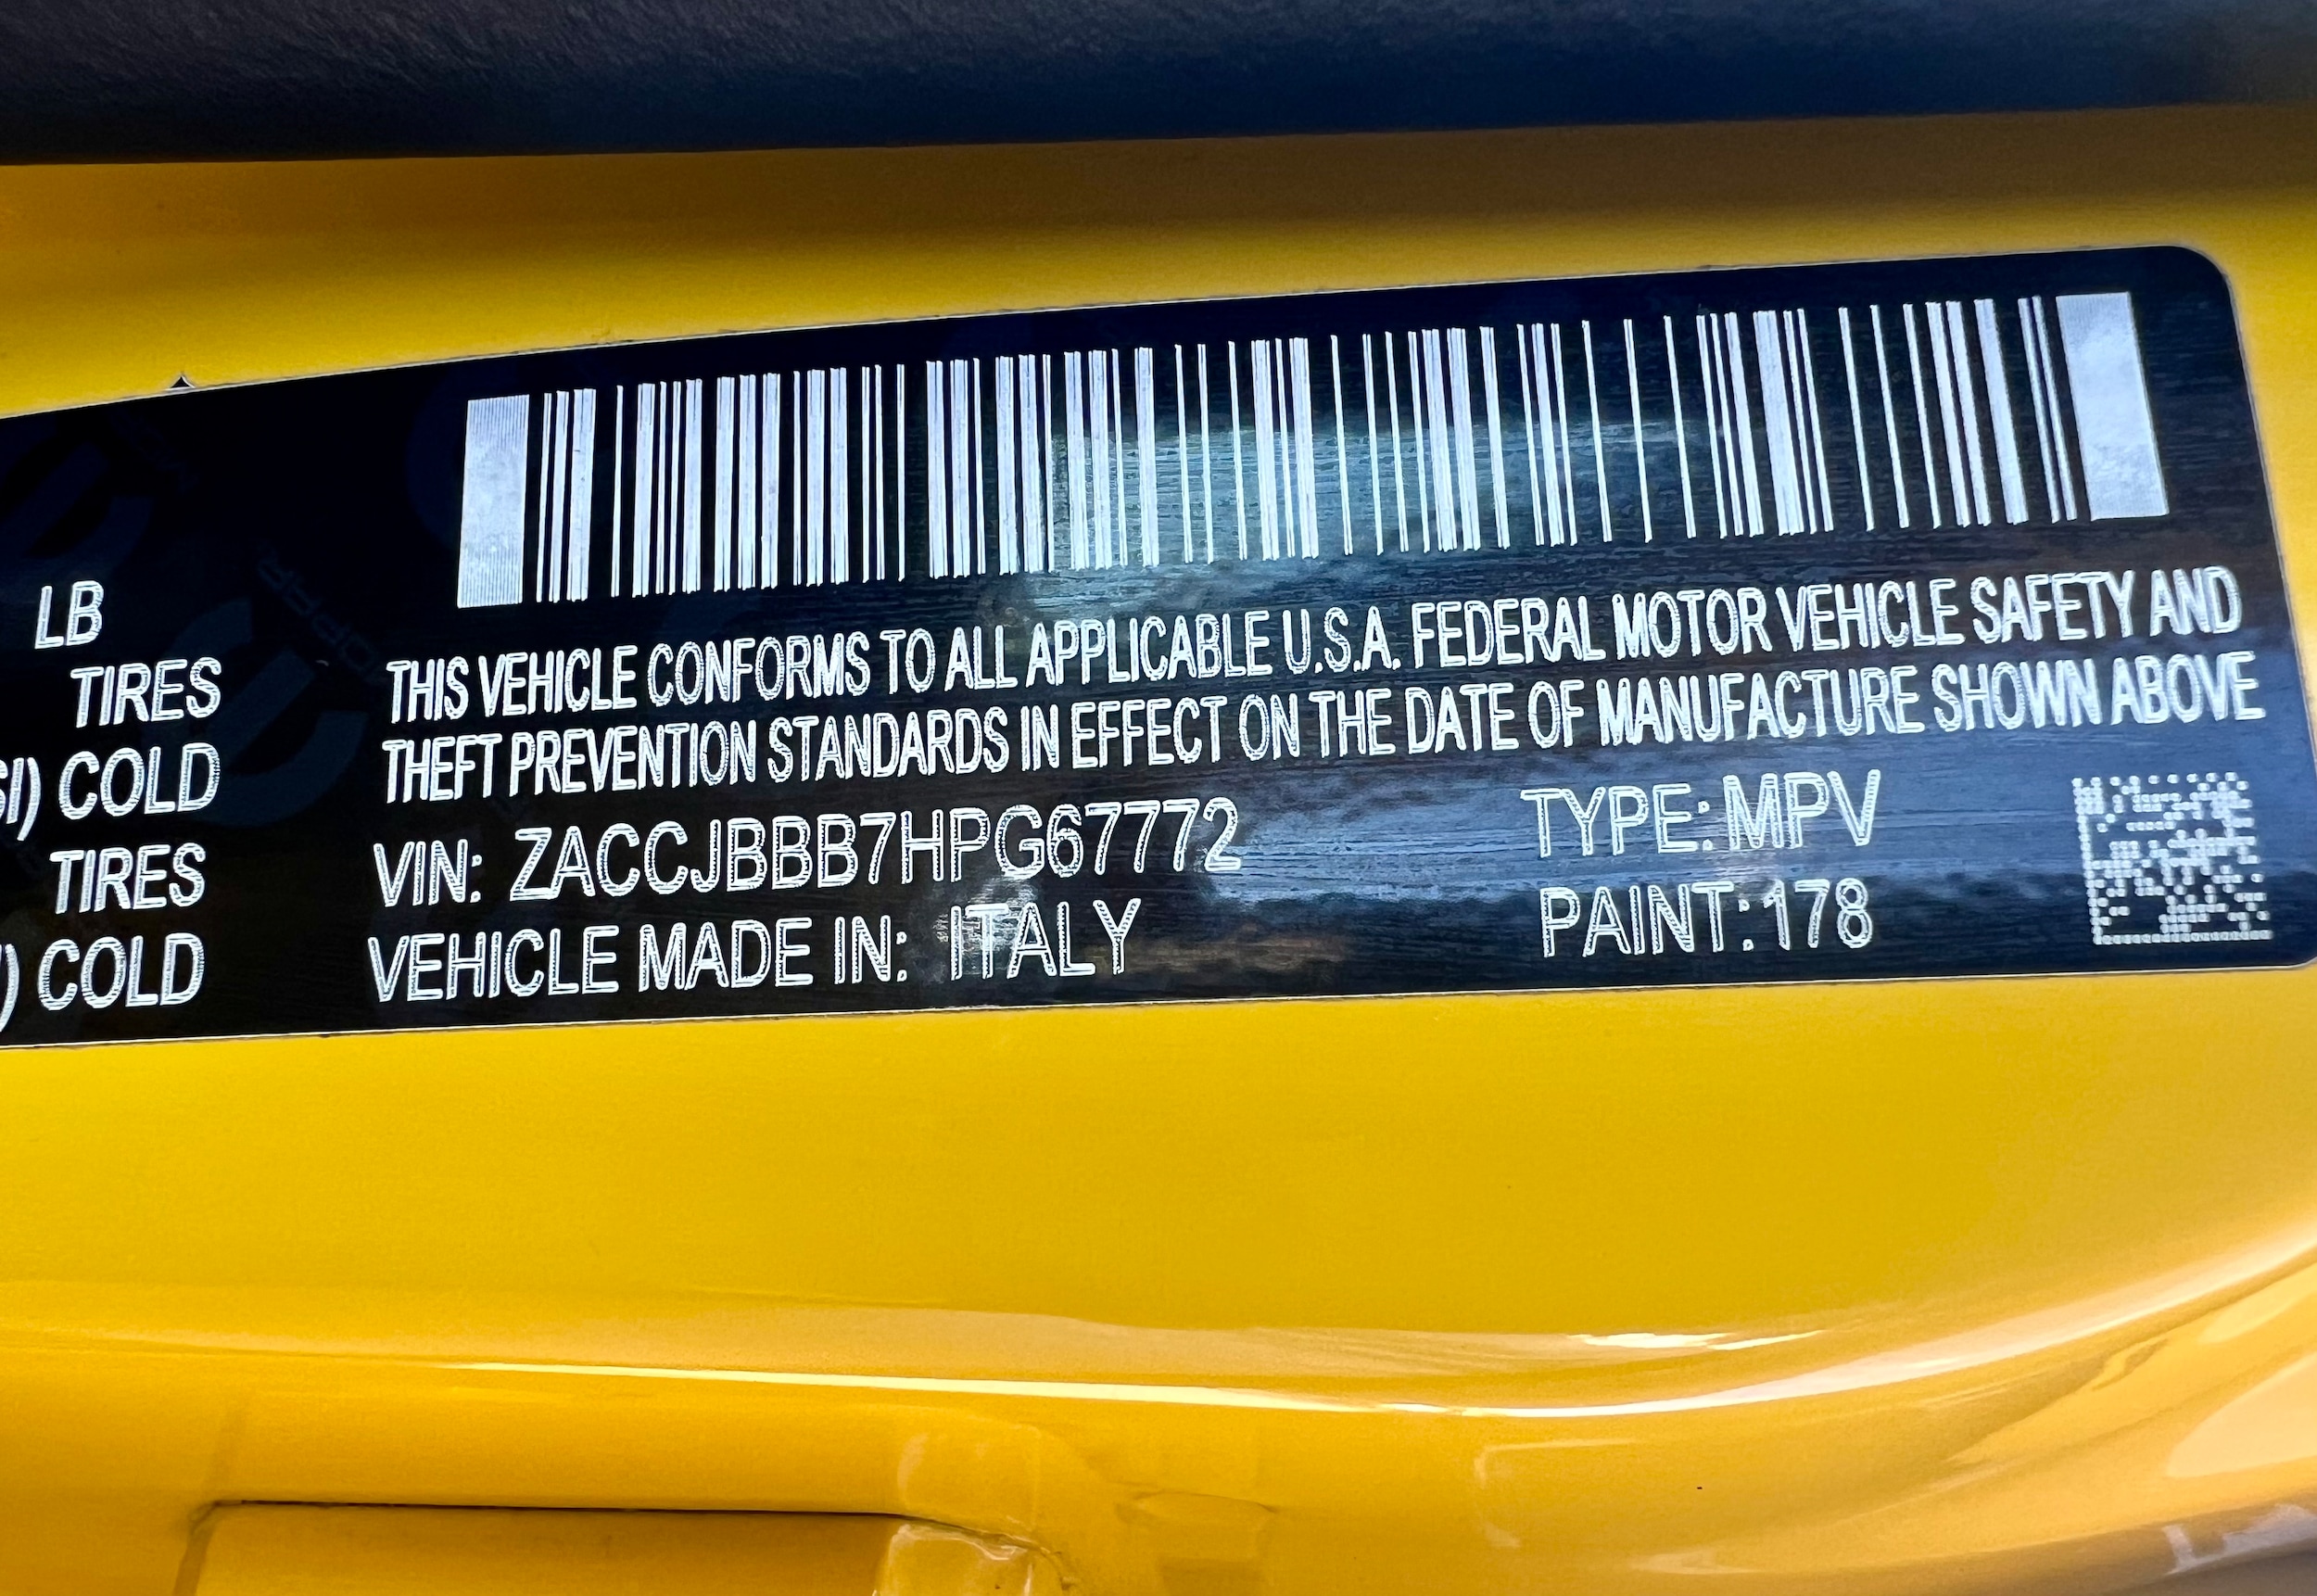 LB
TIRES
SI) COLD
TIRES
) COLD
THIS VEHICLE CONFORMS TO ALL APPLICABLE U.S.A. FEDERAL MOTOR VEHICLE SAFETY AND
THEFT PREVENTION STANDARDS IN EFFECT ON THE DATE OF MANUFACTURE SHOWN ABOVE
VIN: ZACCJBBB7HPG67772 TYPE: MPV
VEHICLE MADE IN: ITALY PAINT: 178